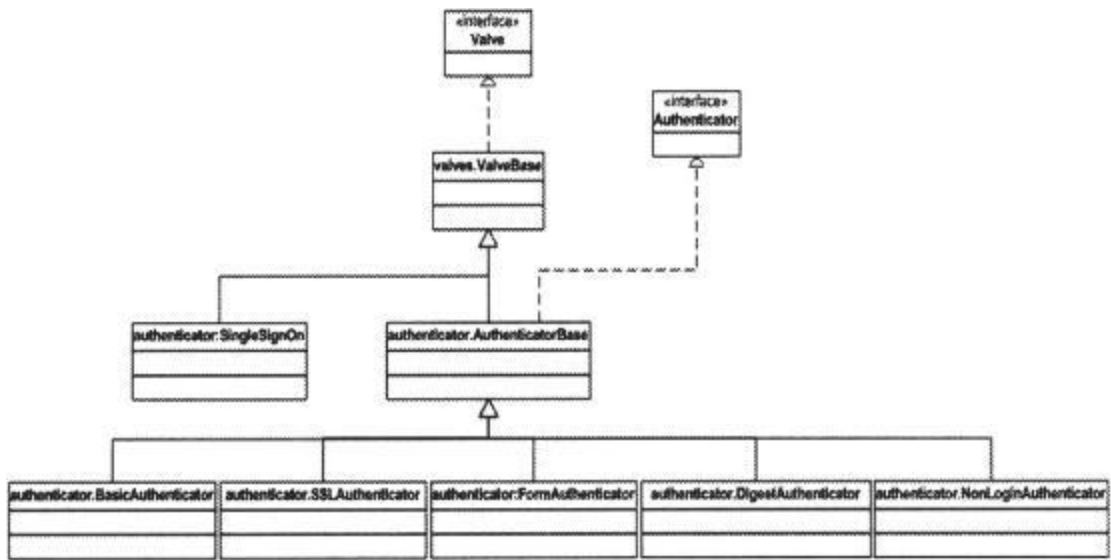 «interface»
Valve
«interface»
Authenticator
valves.ValveBase
authenticator:SingleSignOn
authenticator.AuthenticatorBase
authenticator.BasicAuthenticator
authenticator.SSLAuthenticator
authenticator:FormAuthenticator
authenticator.DigestAuthenticator
authenticator.NonLoginAuthenticator